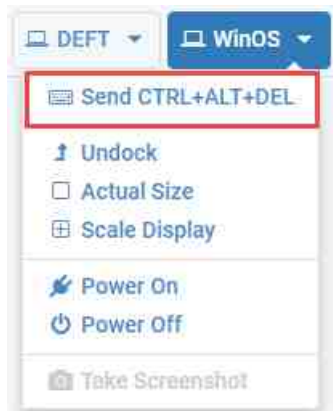 DEFT WinOS
Send CTRL+ALT+DEL
Undock
Actual Size
Scale Display
Power On
Power Off
Take Screenshot